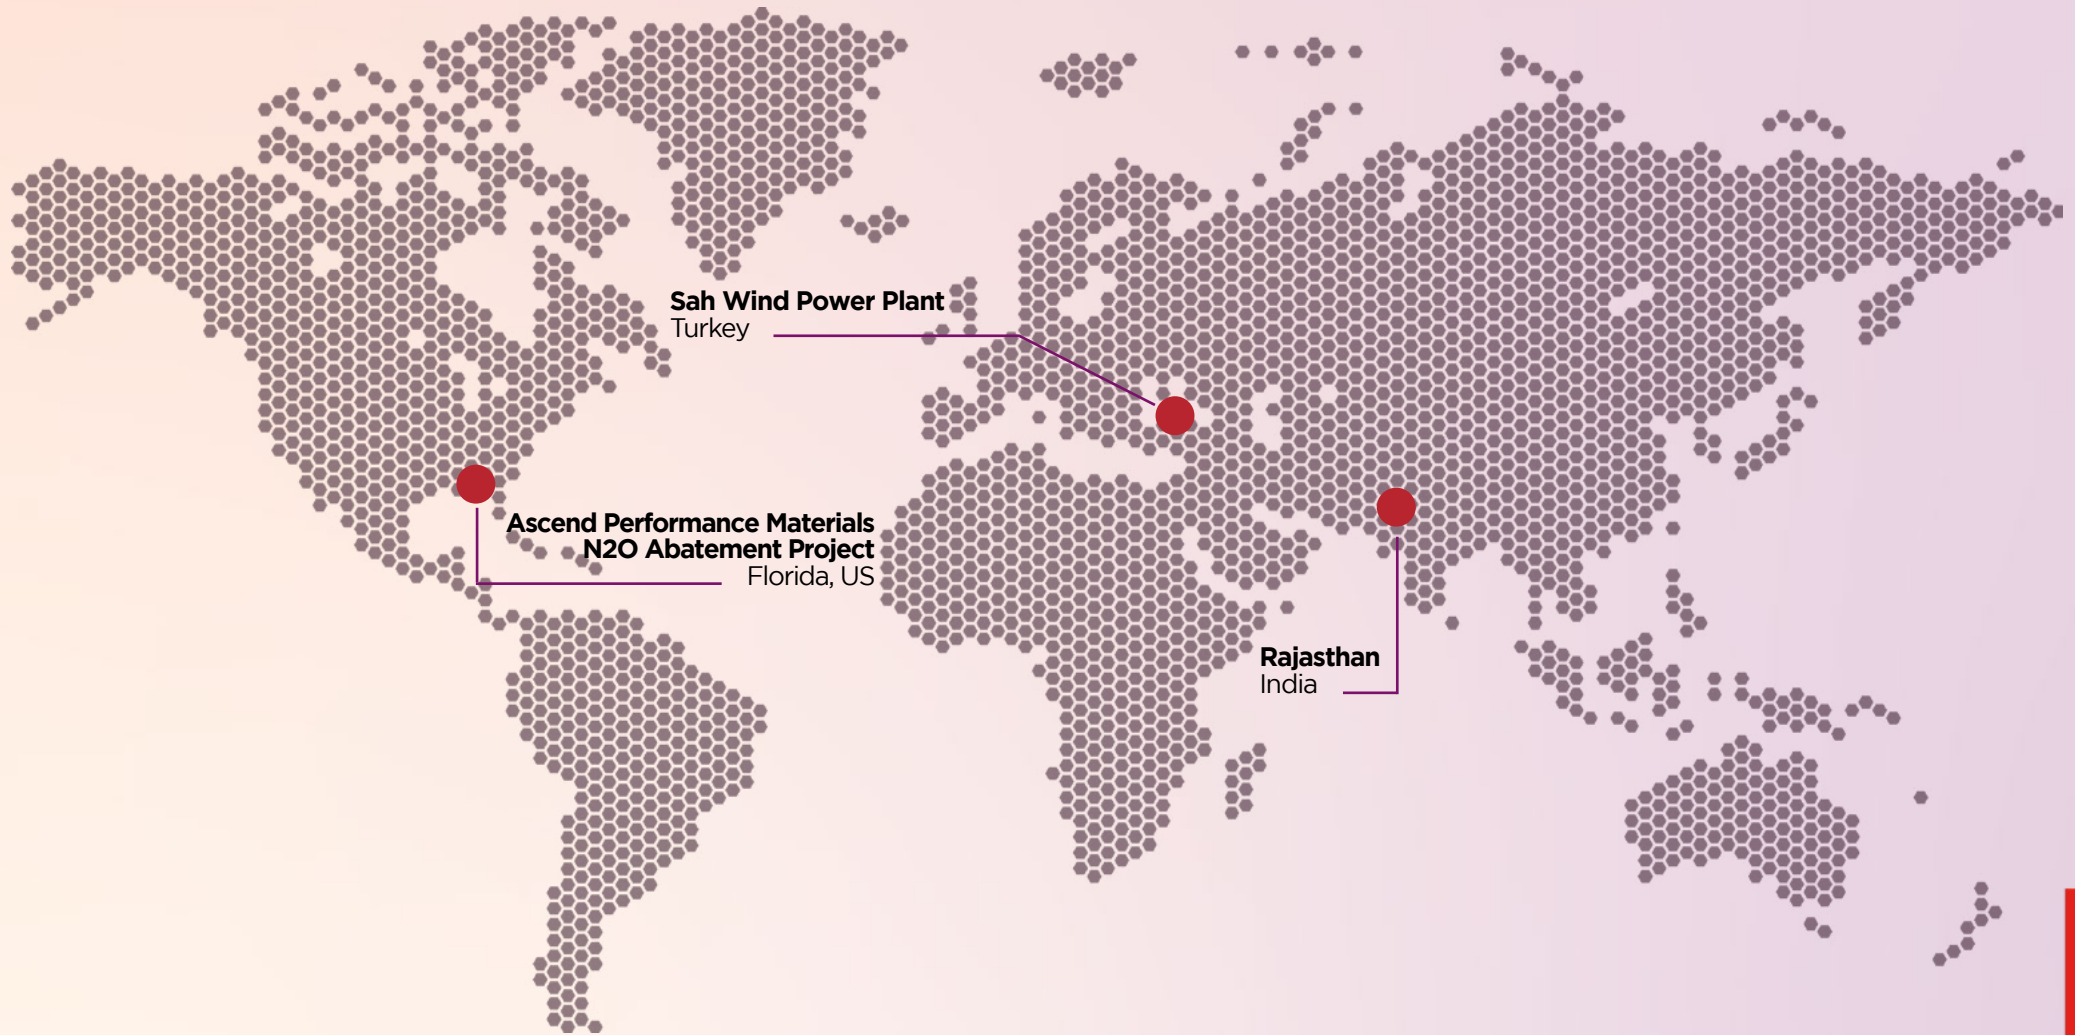 Sah Wind Power Plant
Turkey
Ascend Performance Materials
N2O Abatement Project
Florida, US
Rajasthan
India